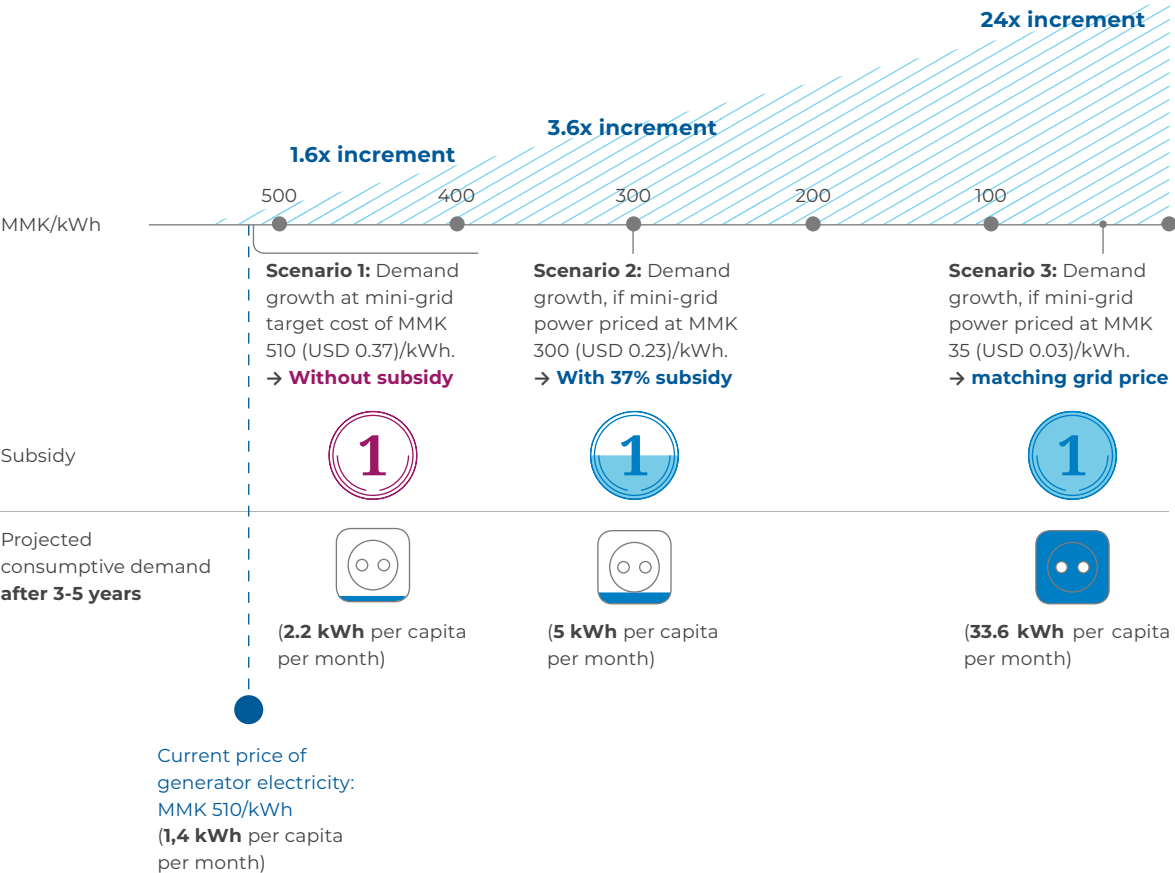 24x increment
3.6x increment
1.6x increment
500
400
300
200
100
MMK/kWh
Scenario 1: Demand
growth at mini-grid
target cost of MMK
510 (USD 0.37)/kWh.
→ Without subsidy
Scenario 2: Demand
growth, if mini-grid
power priced at MMK
300 (USD 0.23)/kWh.
→ With 37% subsidy
Scenario 3: Demand
growth, if mini-grid
power priced at MMK
35 (USD 0.03)/kWh.
→ matching grid price
Subsidy
1
1
1
Projected
consumptive demand
after 3-5 years
(2.2 kWh per capita
per month)
(5 kWh per capita
per month)
(33.6 kWh per capita
per month)
Current price of
generator electricity:
MMK 510/kWh
(1,4 kWh per capita
per month)